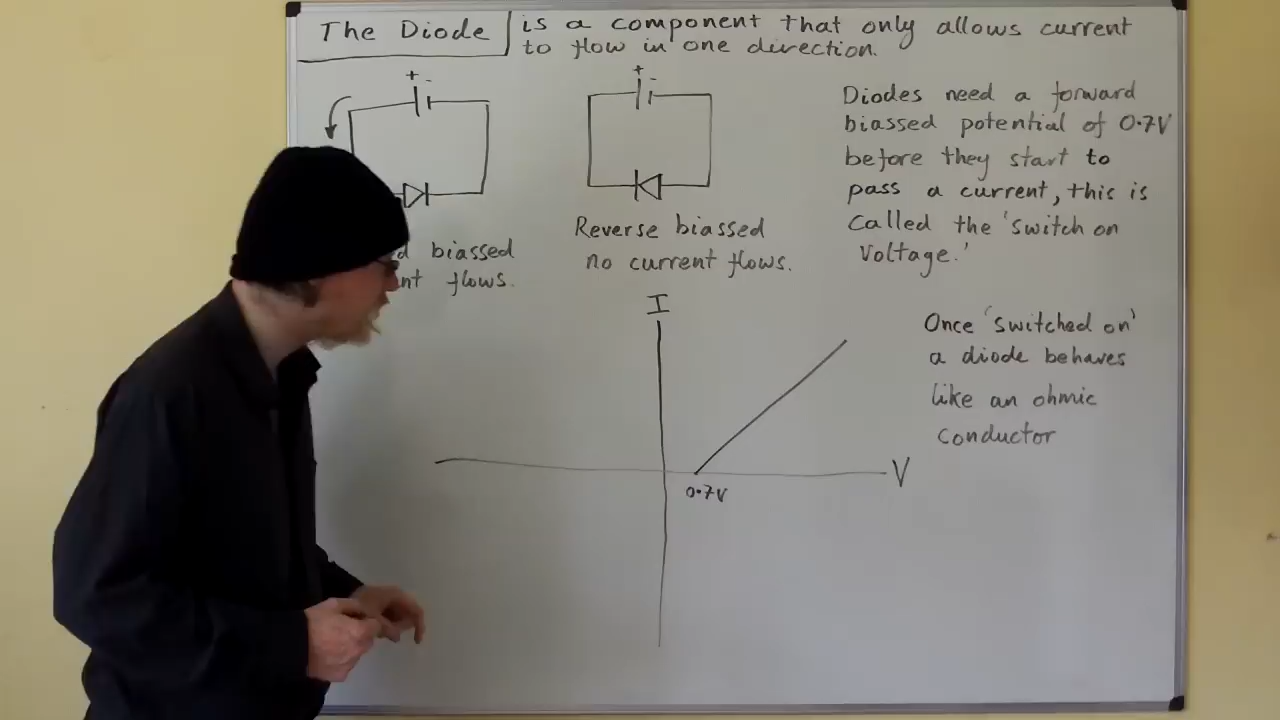 The Diode is a component that only allows current
to flow in one direction.
+ -
+ -
biassed
flows.
Reverse biassed
no current flows.
Diodes need a forward
biassed potential of 0.7V
before they start to
pass a current, this is
called the 'switch on
Voltage.'
I
V
0.7V
Once 'switched on'
a diode behaves
like an ohmic
conductor